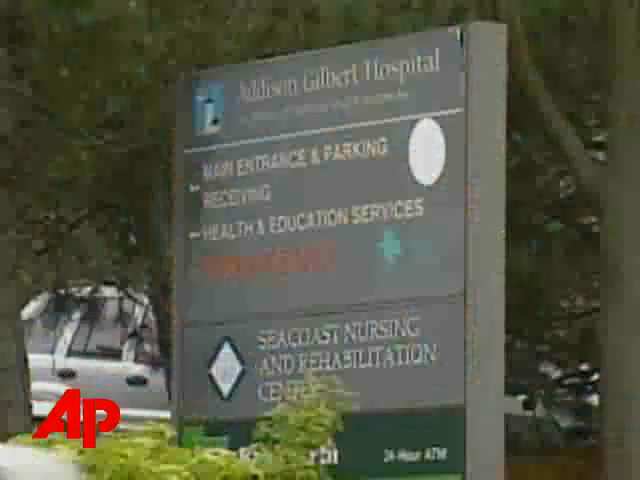 Addison Gilbert Hospital
MAIN ENTRANCE & PARKING
RECEIVING
HEALTH & EDUCATION SERVICES
SEACOAST NURSING
AND REHABILITATION
CENTER
24-Hour ATM
AP